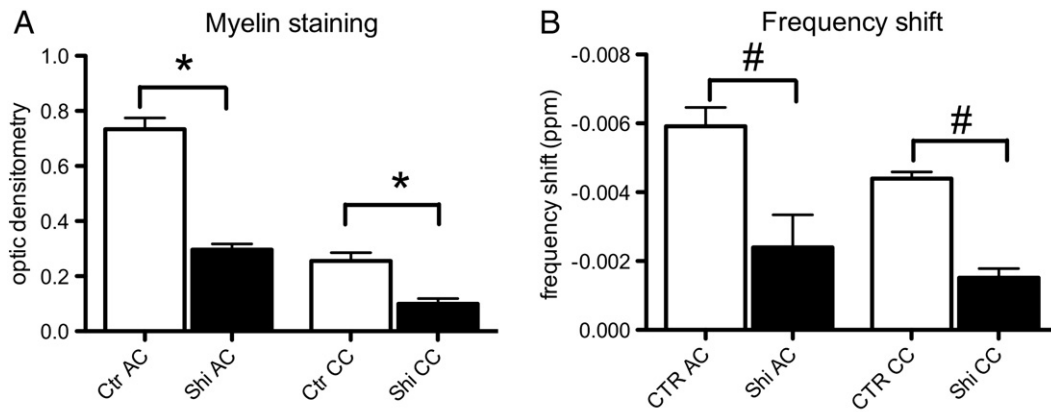 A Myelin staining
optic densitometry
1.0
0.8
0.6
0.4
0.2
0.0
*
*
Ctr AC
Shi AC
Ctr CC
Shi CC
B Frequency shift
frequency shift (ppm)
-0.008
-0.006
-0.004
-0.002
0.000
#
#
CTR AC
Shi AC
CTR CC
Shi CC